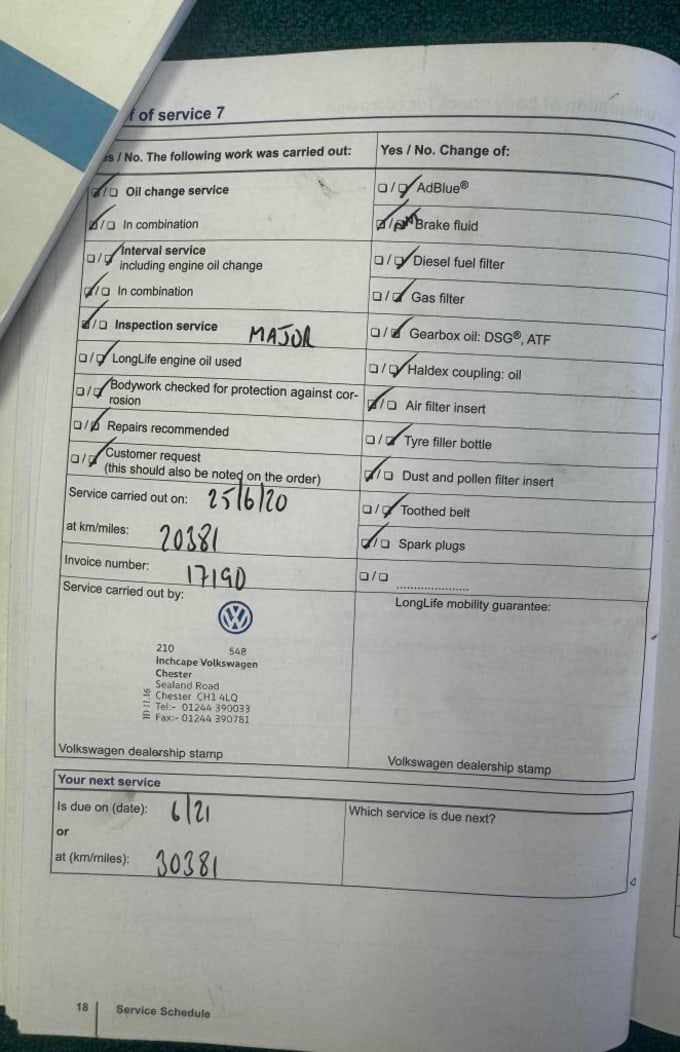 of service 7
/ No. The following work was carried out:
Oil change service
In combination
Interval service
including engine oil change
In combination
Inspection service MAJOR
LongLife engine oil used
Bodywork checked for protection against cor-
rosion
Repairs recommended
Customer request
(this should also be noted on the order)
Service carried out on: 25/6/20
at km/miles: 20381
Invoice number: 17190
Service carried out by:
210 548
Inchcape Volkswagen
Chester
Sealand Road
Chester CH1 4LQ
Tel:- 01244 390033
Fax:- 01244 390781
Volkswagen dealership stamp
Yes / No. Change of:
AdBlue®
Brake fluid
Diesel fuel filter
Gas filter
Gearbox oil: DSG®, ATF
Haldex coupling: oil
Air filter insert
Tyre filler bottle
Dust and pollen filter insert
Toothed belt
Spark plugs
LongLife mobility guarantee:
Volkswagen dealership stamp
Your next service
Is due on (date): 6/21
or
at (km/miles): 30381
Which service is due next?
18 Service Schedule